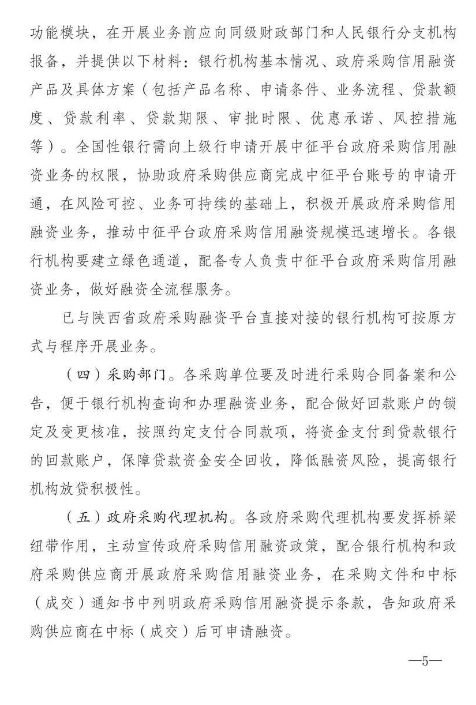 功能模块，在开展业务前应向同级财政部门和人民银行分支机构
报备，并提供以下材料：银行机构基本情况、政府采购信用融资
产品及具体方案（包括产品名称、申请条件、业务流程、贷款额
度、贷款利率、贷款期限、审批时限、优惠承诺、风控措施
等）。全国性银行需向上级行申请开展中征平台政府采购信用融
资业务的权限，协助政府采购供应商完成中征平台账号的申请开
通，在风险可控、业务可持续的基础上，积极开展政府采购信用
融资业务，推动中征平台政府采购信用融资规模迅速增长。各银
行机构要建立绿色通道，配备专人负责中征平台政府采购信用融
资业务，做好融资全流程服务。
已与陕西省政府采购融资平台直接对接的银行机构可按原方
式与程序开展业务。
（四）采购部门。各采购单位要及时进行采购合同备案和公
告，便于银行机构查询和办理融资业务，配合做好回款账户的锁
定及变更核准，按照约定支付合同款项，将资金支付到贷款银行
的回款账户，保障贷款资金安全回收，降低融资风险，提高银行
机构放贷积极性。
（五）政府采购代理机构。各政府采购代理机构要发挥桥梁
纽带作用，主动宣传政府采购信用融资政策，配合银行机构和政
府采购供应商开展政府采购信用融资业务，在采购文件和中标
（成交）通知书中列明政府采购信用融资提示条款，告知政府采
购供应商在中标（成交）后可申请融资。
—5—